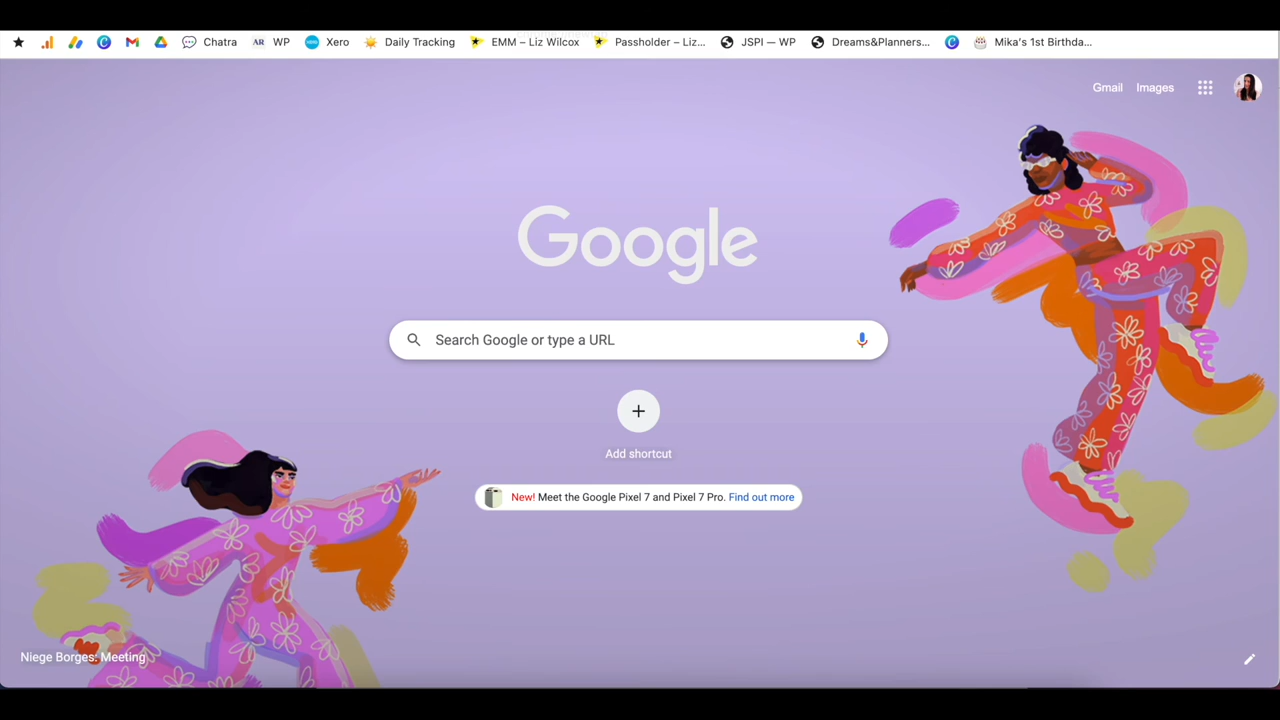 Chatra AR WP Xero Daily Tracking EMM – Liz Wilcox Passholder – Liz... JSPI — WP Dreams&Planners... Mika's 1st Birthda...
Gmail Images
Google
Search Google or type a URL
Add shortcut
New! Meet the Google Pixel 7 and Pixel 7 Pro. Find out more
Niege Borges: Meeting